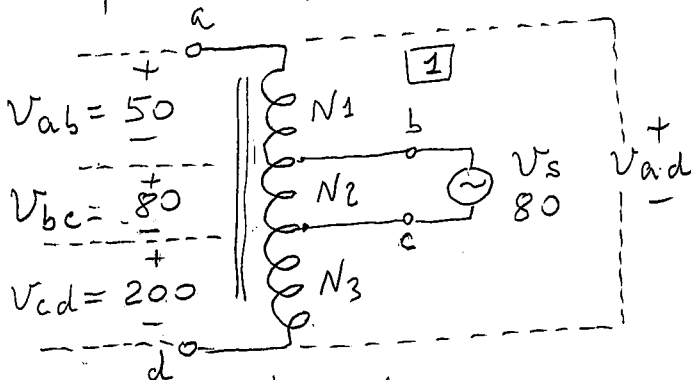 a
+
1
Vab = 50
N1
−
b
+
+
Vs
Vad
Vbc = 80
N2
80
−
−
c
+
Vcd = 200
N3
−
d